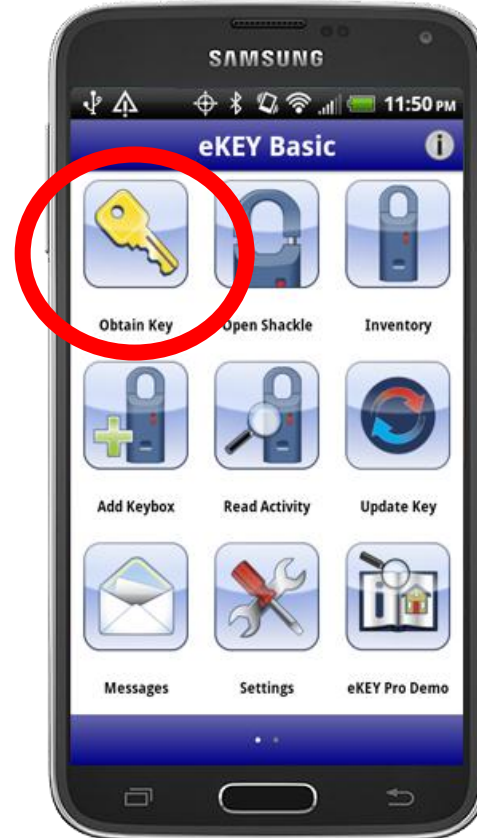 SAMSUNG
11:50 PM
eKEY Basic
i
Obtain Key
Open Shackle
Inventory
Add Keybox
Read Activity
Update Key
Messages
Settings
eKEY Pro Demo